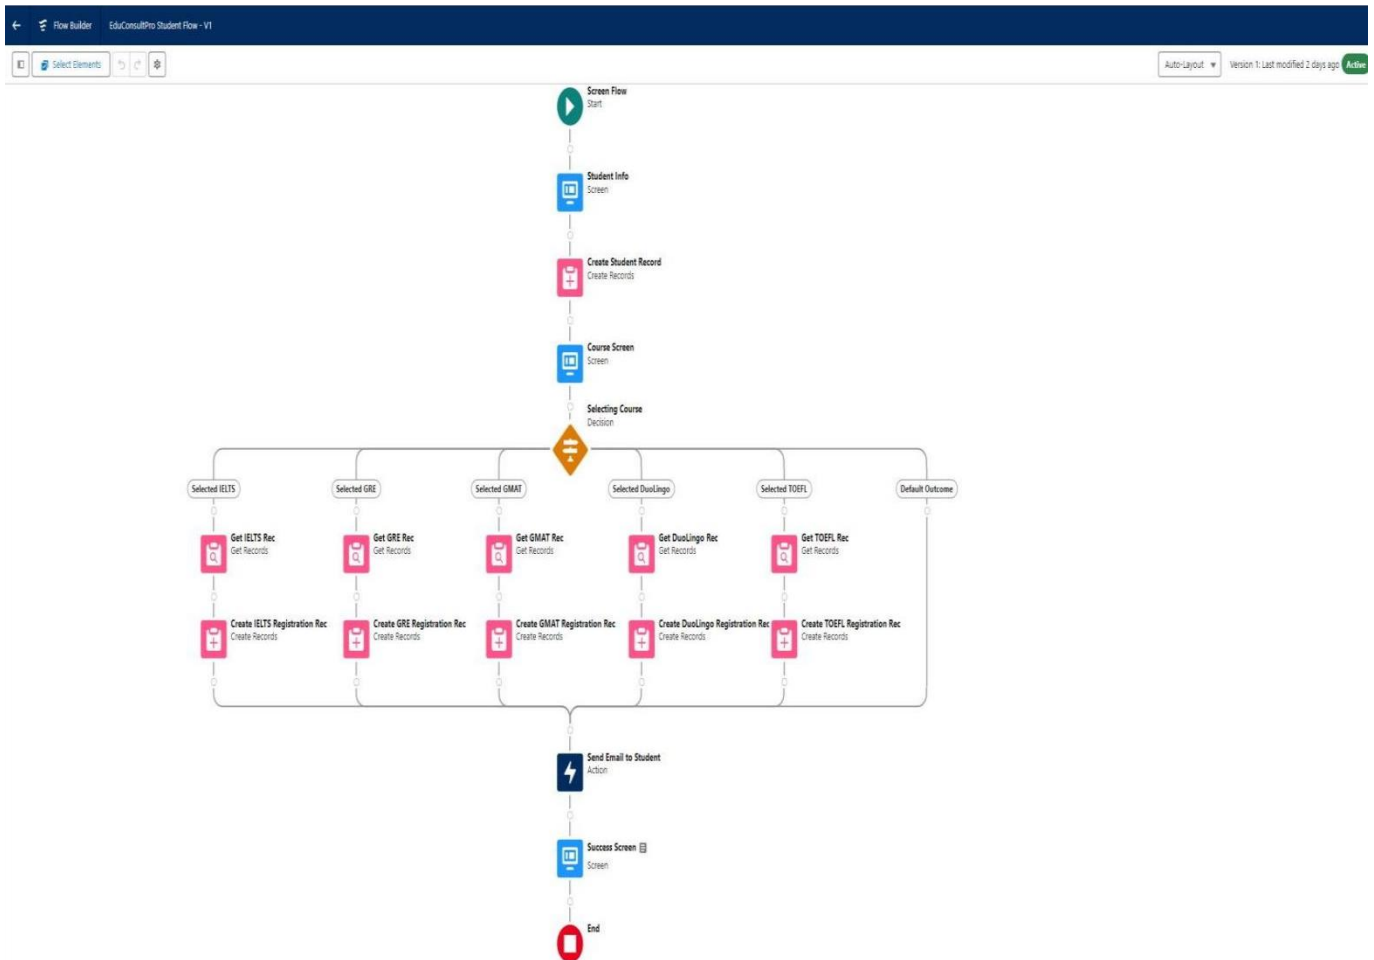 Flow Builder EduConsultPro Student Flow - V1
Select Elements Auto-Layout Version 1: Last modified 2 days ago Active
Screen Flow
Start
Student Info
Screen
Create Student Record
Create Records
Course Screen
Screen
Selecting Course
Decision
Selected IELTS Selected GRE Selected GMAT Selected DuoLingo Selected TOEFL Default Outcome
Get IELTS Rec Get GRE Rec Get GMAT Rec Get DuoLingo Rec Get TOEFL Rec
Get Records Get Records Get Records Get Records Get Records
Create IELTS Registration Rec Create GRE Registration Rec Create GMAT Registration Rec Create DuoLingo Registration Rec Create TOEFL Registration Rec
Create Records Create Records Create Records Create Records Create Records
Send Email to Student
Action
Success Screen
Screen
End